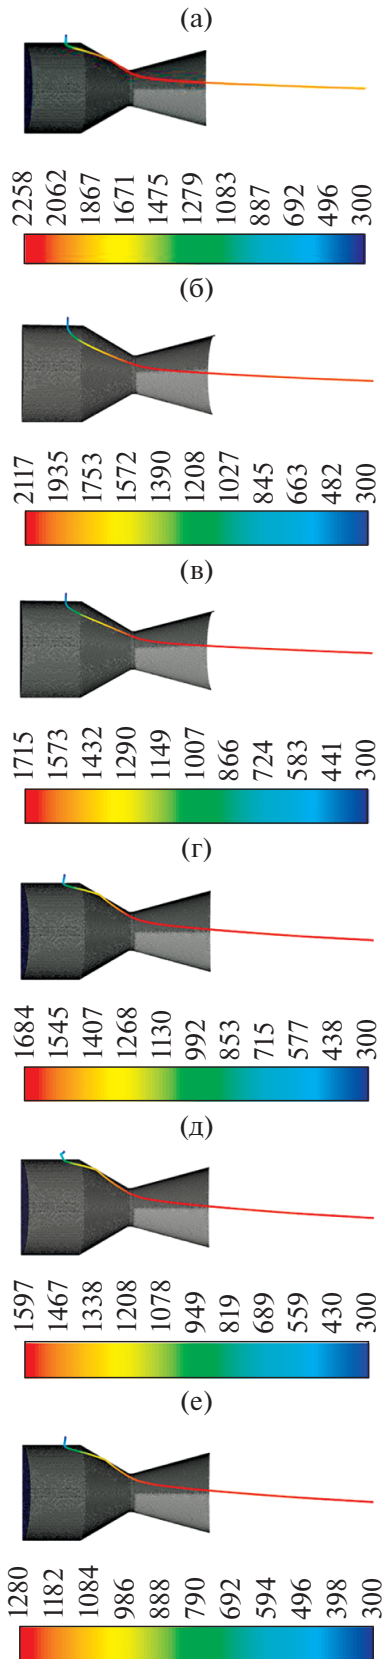 (а)
2258 2062 1867 1671 1475 1279 1083 887 692 496 300
(б)
2117 1935 1753 1572 1390 1208 1027 845 663 482 300
(в)
1715 1573 1432 1290 1149 1007 866 724 583 441 300
(г)
1684 1545 1407 1268 1130 992 853 715 577 438 300
(д)
1597 1467 1338 1208 1078 949 819 689 559 430 300
(е)
1280 1182 1084 986 888 790 692 594 496 398 300